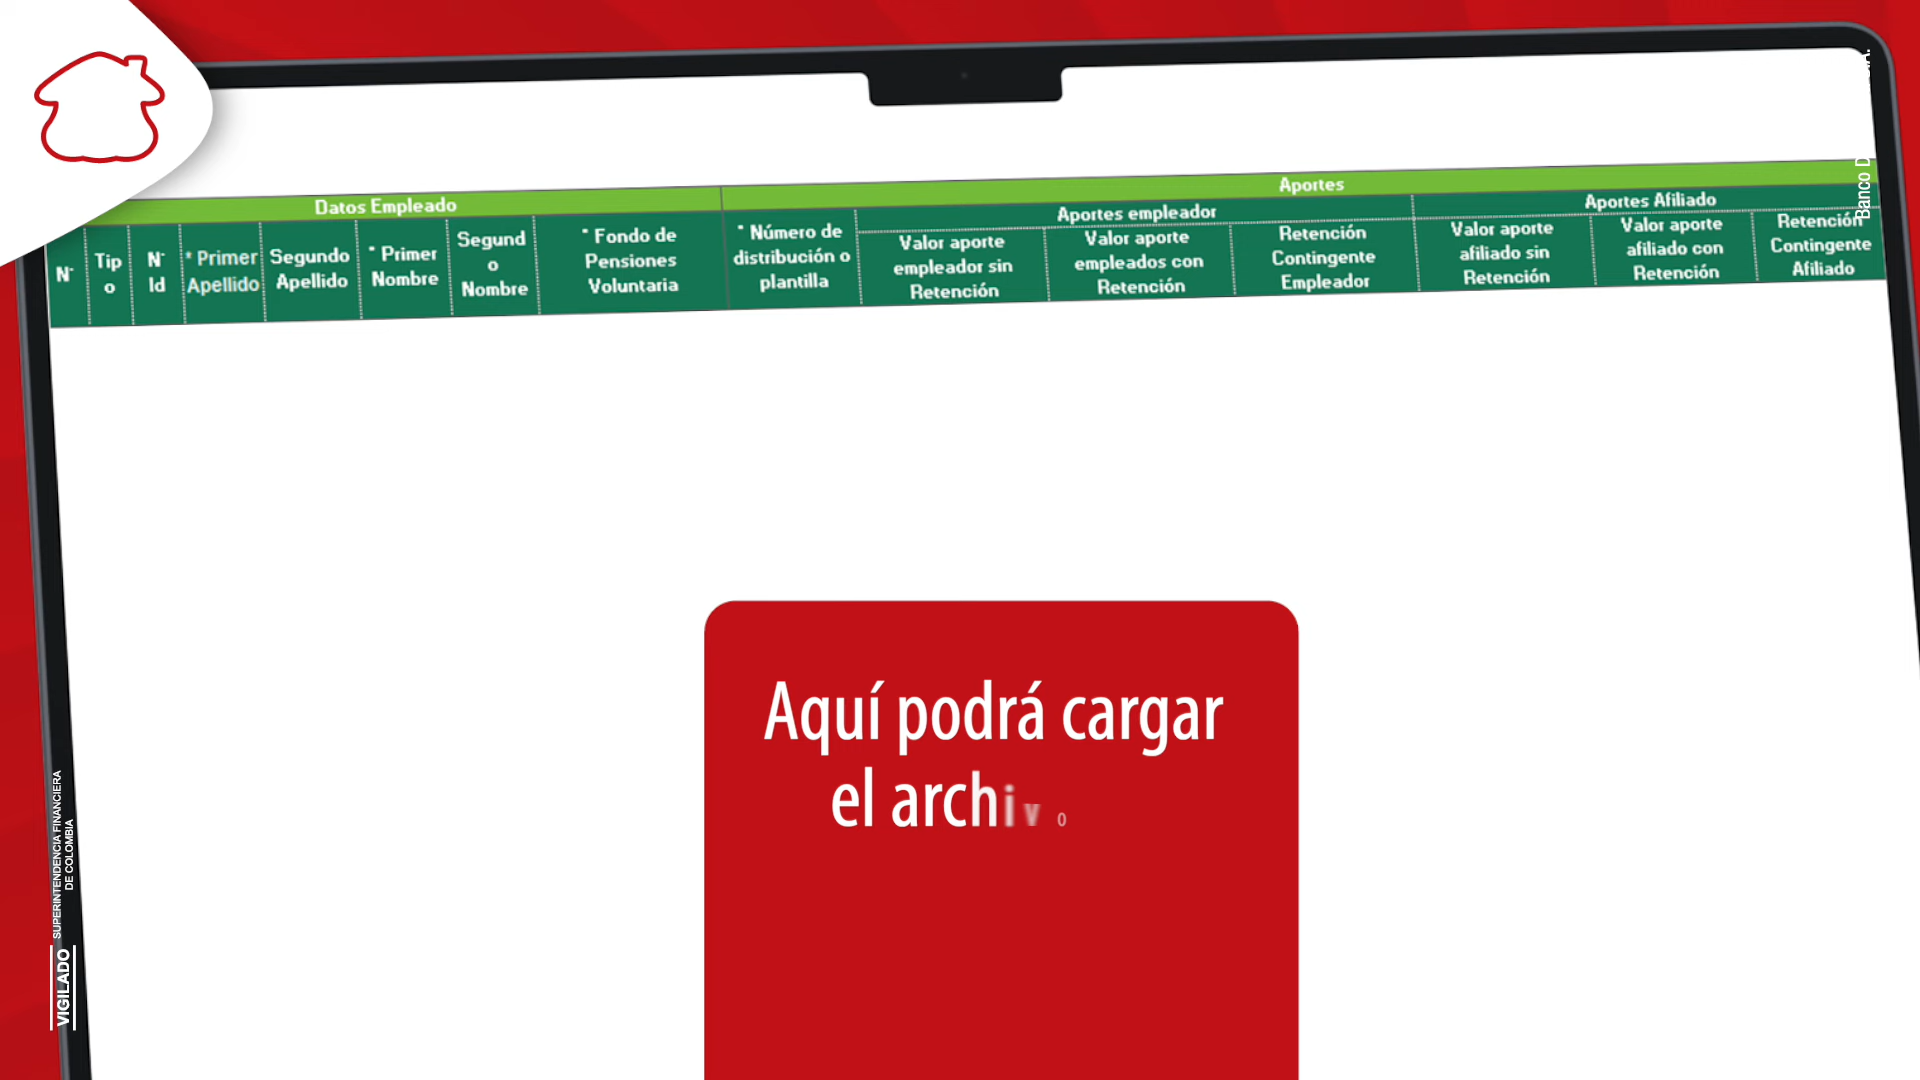 Datos Empleado
Aportes
Aportes empleador
Aportes Afiliado
N°
Tip
o
N°
Id
* Primer
Apellido
Segundo
Apellido
* Primer
Nombre
Segund
o
Nombre
* Fondo de
Pensiones
Voluntaria
* Número de
distribución o
plantilla
Valor aporte
empleador sin
Retención
Valor aporte
empleados con
Retención
Retención
Contingente
Empleador
Valor aporte
afiliado sin
Retención
Valor aporte
afiliado con
Retención
Retención
Contingente
Afiliado
Aquí podrá cargar
el archivo
Banco D
VIGILADO
SUPERINTENDENCIA FINANCIERA
DE COLOMBIA